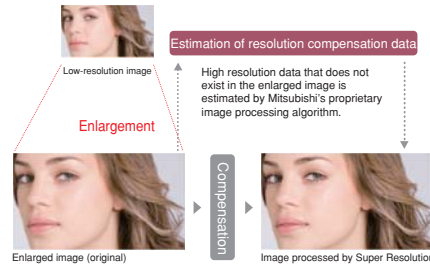 Estimation of resolution compensation data
Low-resolution image
High resolution data that does not
exist in the enlarged image is
estimated by Mitsubishi's proprietary
image processing algorithm.
Enlargement
Compensation
Enlarged image (original)
Image processed by Super Resolution